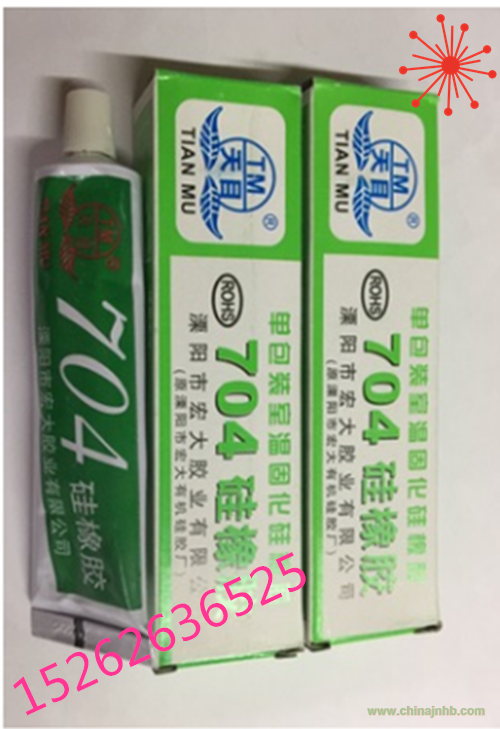 TM
天目
®
TIAN MU
704 硅橡胶
溧阳市宏大胶业有限公司
TM
天目
®
TIAN MU
ROHS
单包装室温固化硅
704 硅橡
溧阳市宏大胶业有限公
(原溧阳市宏大有机硅胶厂)
TM
天目
®
TIAN MU
ROHS
单包装室温固化硅橡胶
704 硅橡胶
溧阳市宏大胶业有限公司
(原溧阳市宏大有机硅胶厂)
15262636525
www.chinajnhb.com